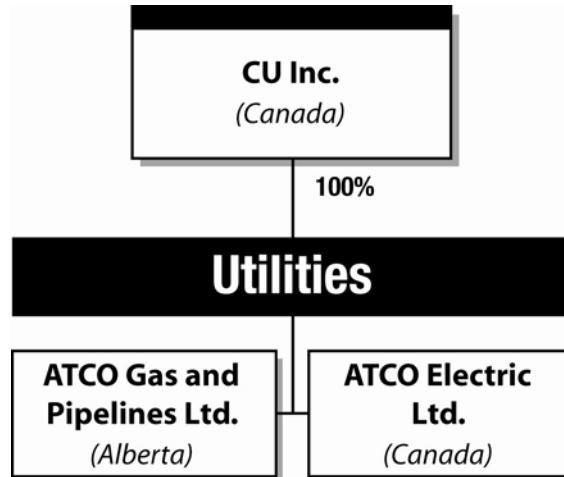 CU Inc.
(Canada)
100%
Utilities
ATCO Gas and
Pipelines Ltd.
(Alberta)
ATCO Electric
Ltd.
(Canada)